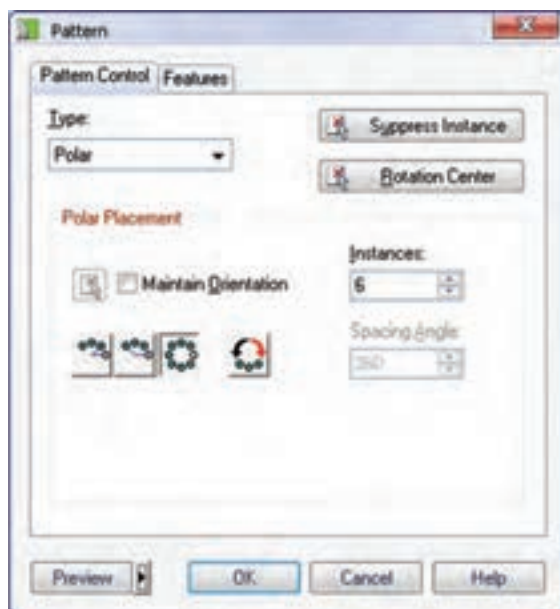 Pattern
Pattern Control Features
Type:
Polar
Suppress Instance
Rotation Center
Polar Placement
Maintain Orientation
Instances:
6
Spacing Angle
360
Preview OK Cancel Help